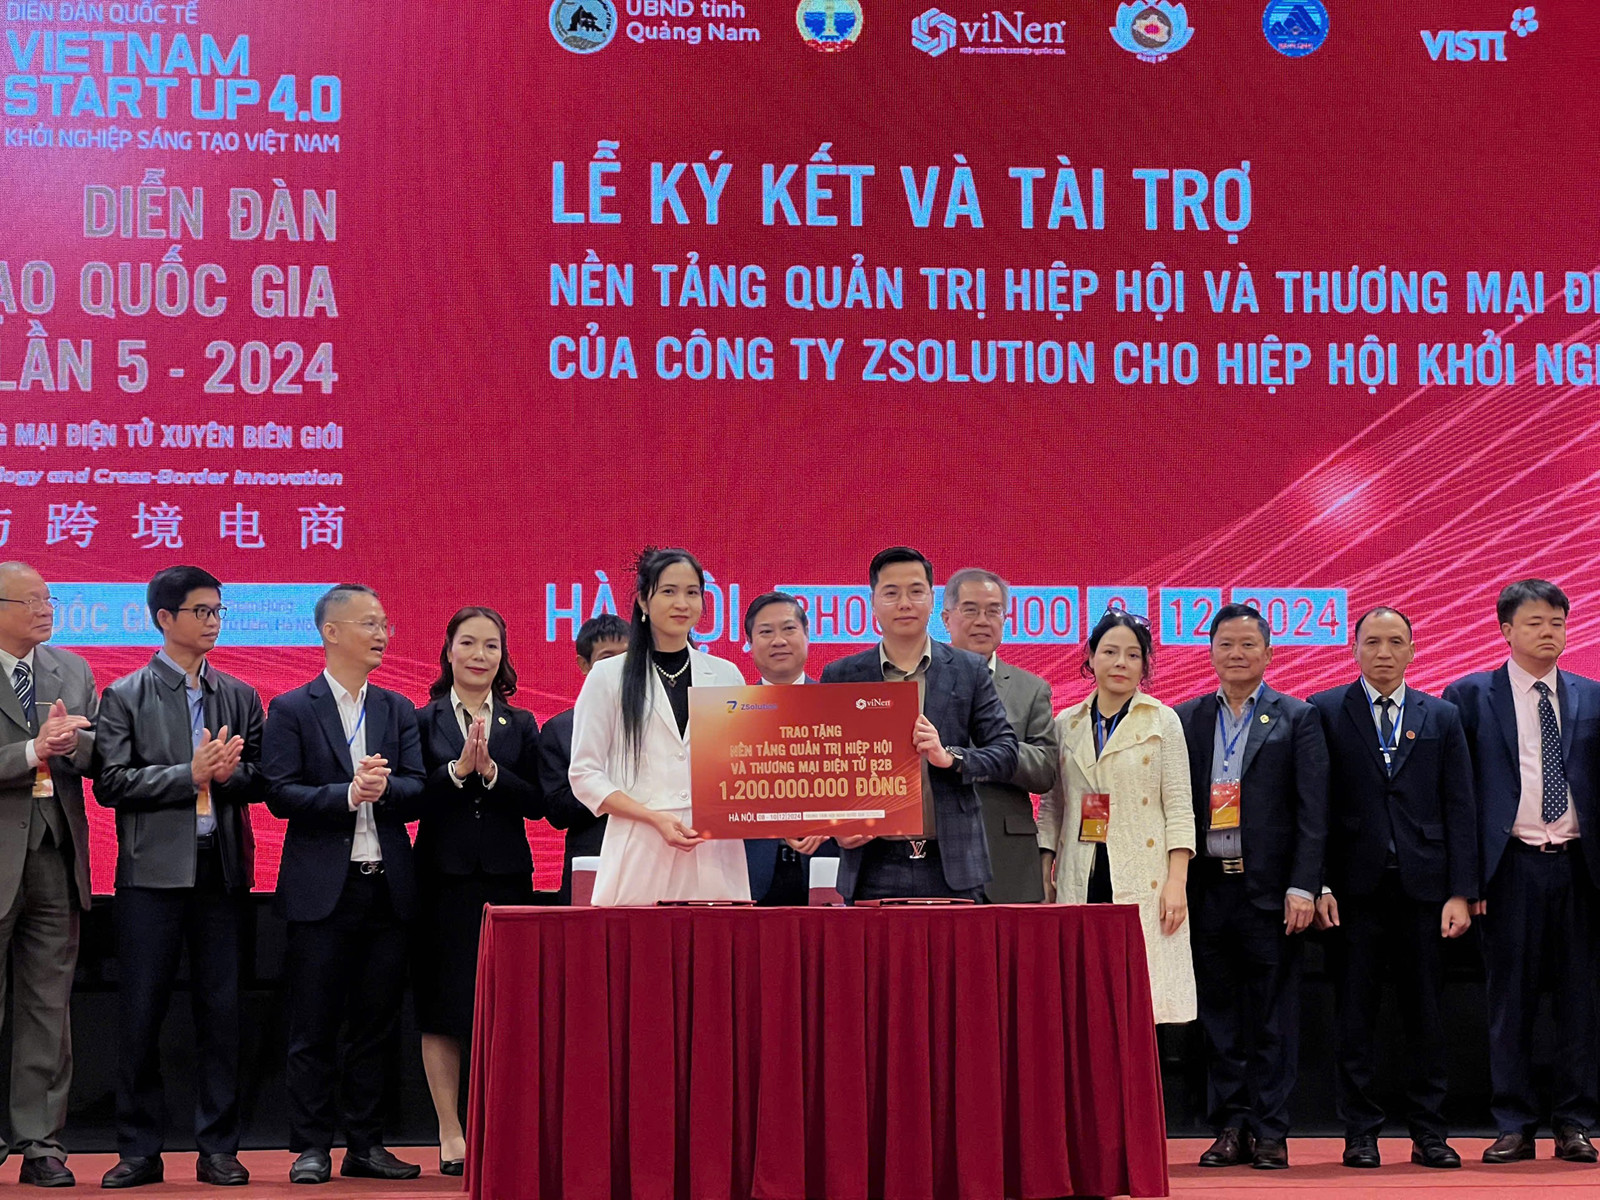 DIỄN ĐÀN QUỐC TẾ
VIETNAM
START UP 4.0
KHỞI NGHIỆP SÁNG TẠO VIỆT NAM
DIỄN ĐÀN
QUỐC GIA
LẦN 5 - 2024
MẠI ĐIỆN TỬ XUYÊN BIÊN GIỚI
and Cross-Border Innovation
跨境电商
UBND tỉnh
Quảng Nam
viNen
VISTI
LỄ KÝ KẾT VÀ TÀI TRỢ
NỀN TẢNG QUẢN TRỊ HIỆP HỘI VÀ THƯƠNG MẠI
CỦA CÔNG TY ZSOLUTION CHO HIỆP HỘI KHỞI
HÀ NỘI, 12 2024
ZSolution
viNen
TRAO TẶNG
NỀN TẢNG QUẢN TRỊ HIỆP HỘI
VÀ THƯƠNG MẠI ĐIỆN TỬ B2B
1.200.000.000 ĐỒNG
HÀ NỘI, 08 - 10|12|2024